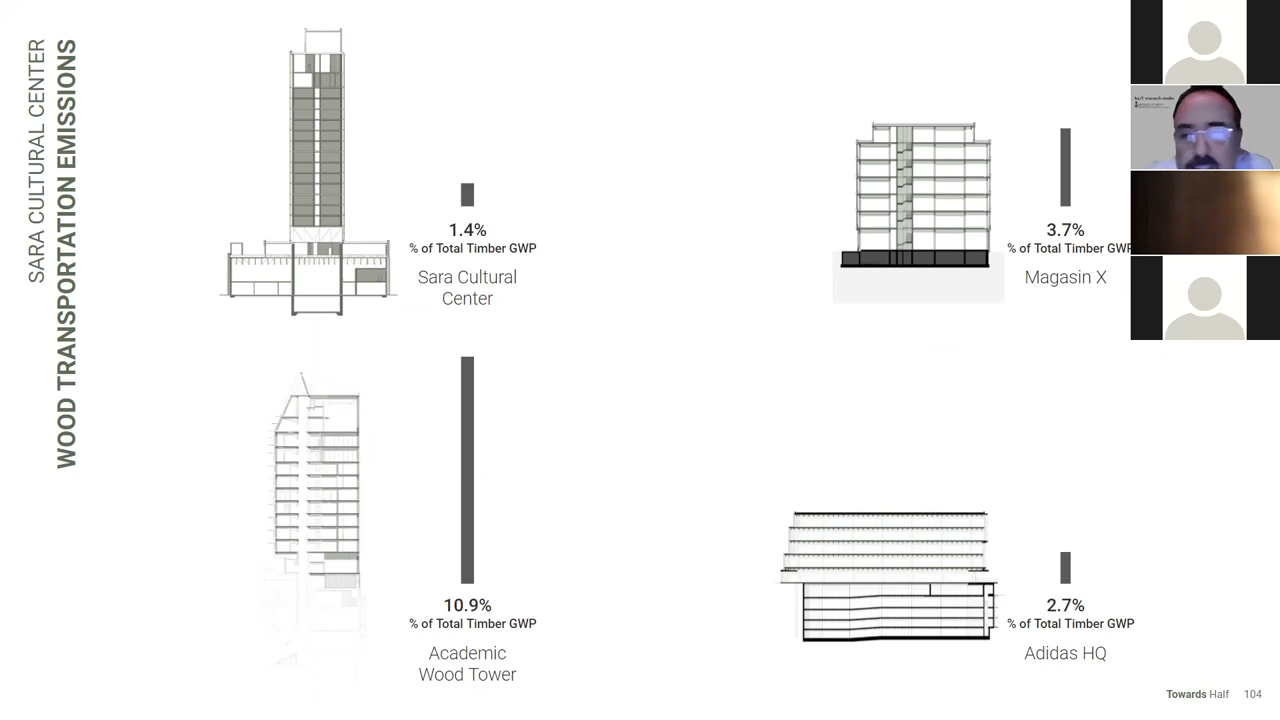 SARA CULTURAL CENTER
WOOD TRANSPORTATION EMISSIONS
1.4%
% of Total Timber GWP
Sara Cultural
Center
3.7%
% of Total Timber GWP
Magasin X
10.9%
% of Total Timber GWP
Academic
Wood Tower
2.7%
% of Total Timber GWP
Adidas HQ
Towards Half 104